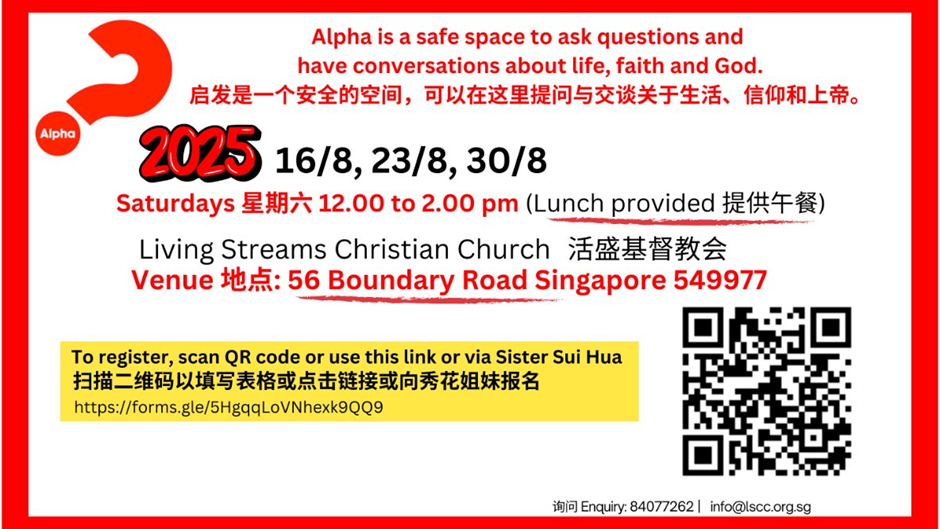 Alpha is a safe space to ask questions and
have conversations about life, faith and God.
启发是一个安全的空间，可以在这里提问与交谈关于生活、信仰和上帝。
Alpha
2025 16/8, 23/8, 30/8
Saturdays 星期六 12.00 to 2.00 pm (Lunch provided 提供午餐)
Living Streams Christian Church 活盛基督教会
Venue 地点: 56 Boundary Road Singapore 549977
To register, scan QR code or use this link or via Sister Sui Hua
扫描二维码以填写表格或点击链接或向秀花姐妹报名
https://forms.gle/5HgqqLoVNhexk9QQ9
询问 Enquiry: 84077262 | info@lscc.org.sg